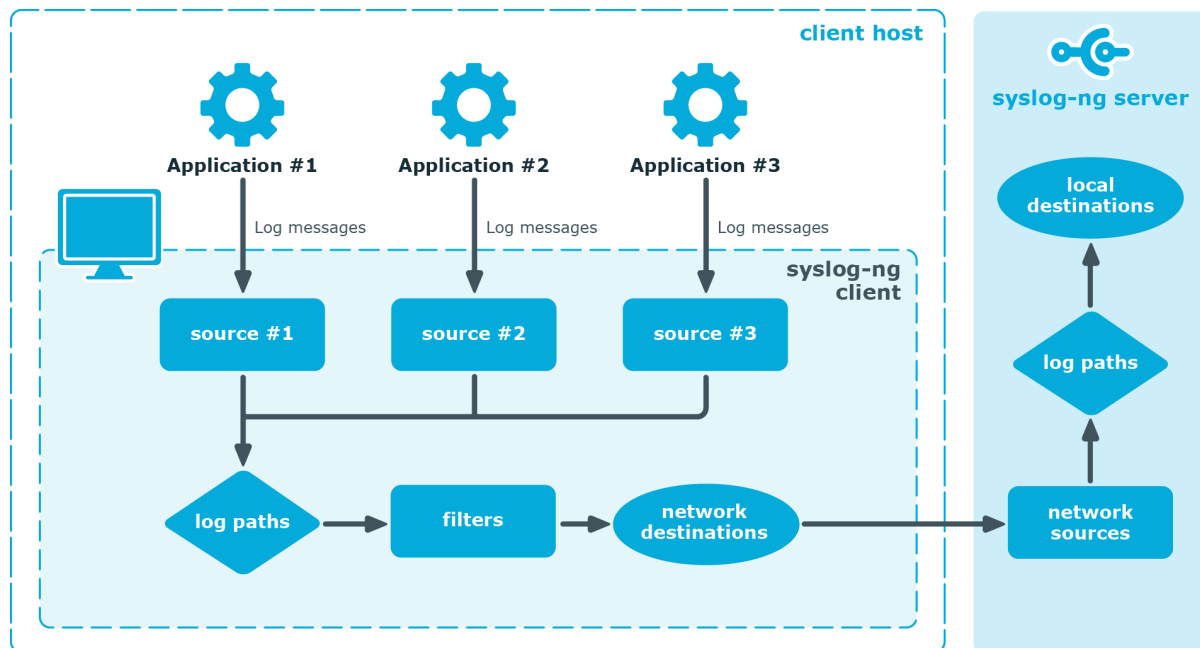 client host
syslog-ng server
Application #1
Application #2
Application #3
local
destinations
Log messages
Log messages
Log messages
syslog-ng
client
source #1
source #2
source #3
log paths
log paths
filters
network
destinations
network
sources